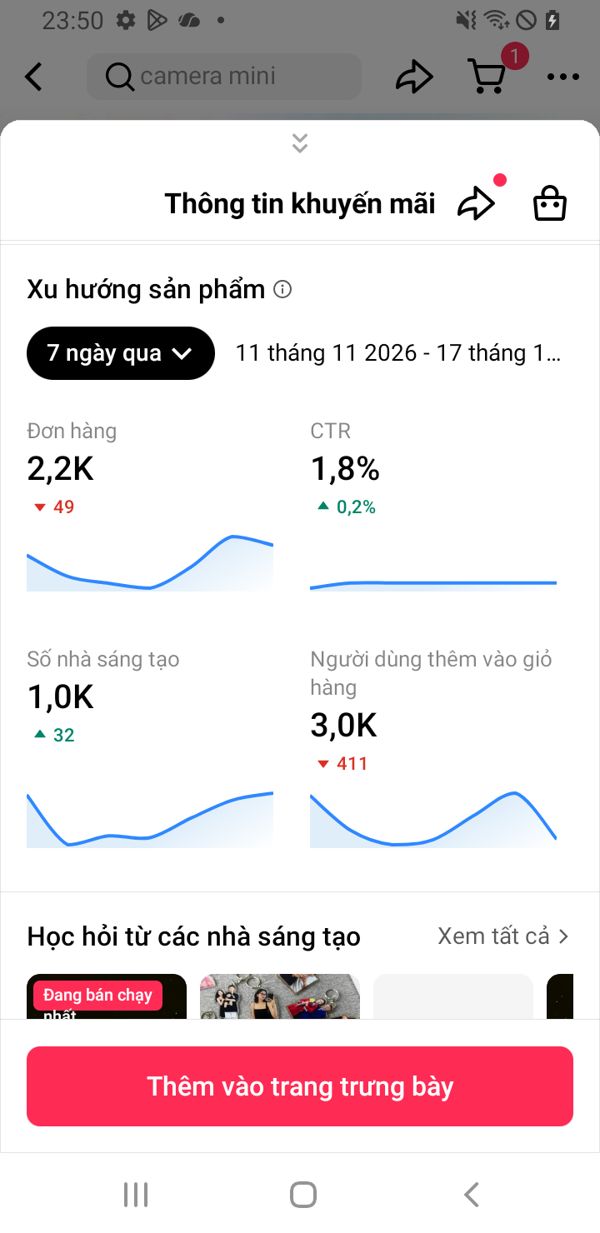 23:50
camera mini
1
Thông tin khuyến mãi
Xu hướng sản phẩm
7 ngày qua
11 tháng 11 2026 - 17 tháng 1...
Đơn hàng
CTR
2,2K
1,8%
49
0,2%
Số nhà sáng tạo
Người dùng thêm vào giỏ
hàng
1,0K
3,0K
32
411
Học hỏi từ các nhà sáng tạo
Xem tất cả
Đang bán chạy
nhất
Thêm vào trang trưng bày